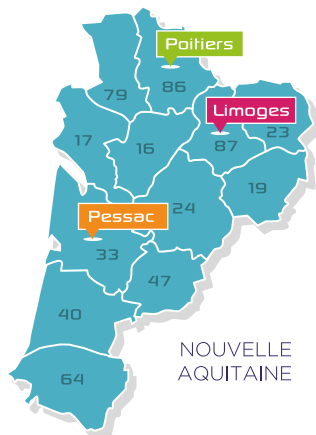 Poitiers
79
86
Limoges
17
16
87
23
19
Pessac
24
33
47
40
64
NOUVELLE
AQUITAINE